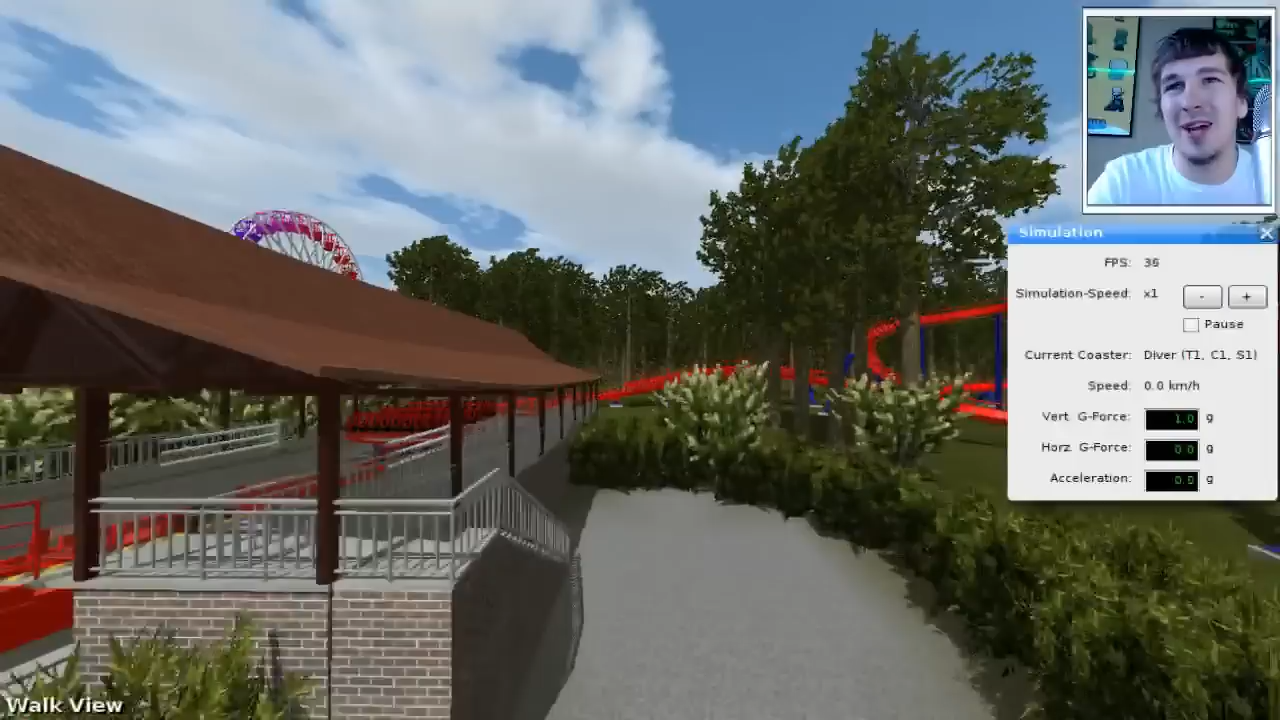 Simulation
FPS: 36
Simulation-Speed: x1 - +
Pause
Current Coaster: Diver (T1, C1, S1)
Speed: 0.0 km/h
Vert. G-Force: 1.0 g
Horz. G-Force: 0.0 g
Acceleration: 0.0 g
Walk View